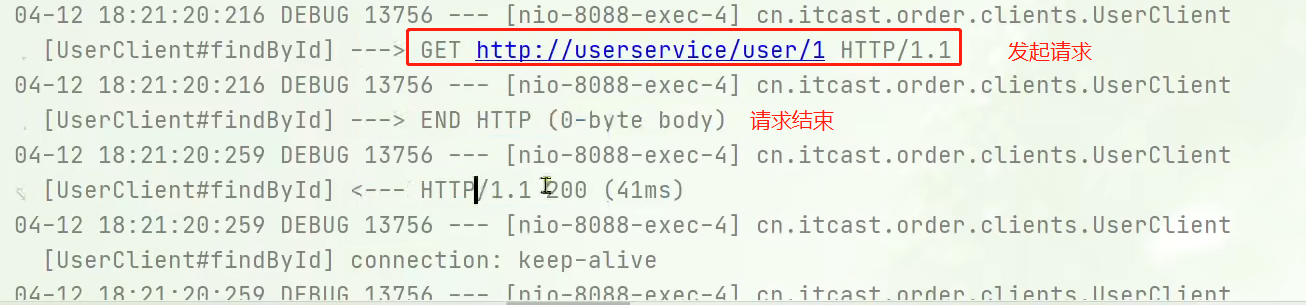 04-12 18:21:20:216 DEBUG 13756 --- [nio-8088-exec-4] cn.itcast.order.clients.UserClient
[UserClient#findById] ---> GET http://userservice/user/1 HTTP/1.1 发起请求
04-12 18:21:20:216 DEBUG 13756 --- [nio-8088-exec-4] cn.itcast.order.clients.UserClient
[UserClient#findById] ---> END HTTP (0-byte body) 请求结束
04-12 18:21:20:259 DEBUG 13756 --- [nio-8088-exec-4] cn.itcast.order.clients.UserClient
[UserClient#findById] <--- HTTP/1.1 200 (41ms)
04-12 18:21:20:259 DEBUG 13756 --- [nio-8088-exec-4] cn.itcast.order.clients.UserClient
[UserClient#findById] connection: keep-alive
04-12 18:21:20:259 DEBUG 13756 --- [nio-8088-exec-4] cn.itcast.order.clients.UserClient